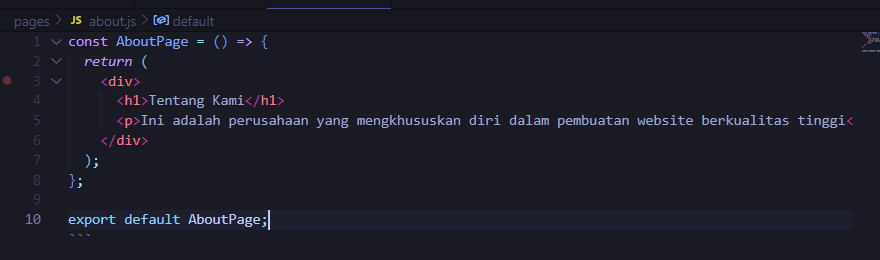 pages > JS about.js > default
1 const AboutPage = () => {
2 return (
3 <div>
4 <h1>Tentang Kami</h1>
5 <p>Ini adalah perusahaan yang mengkhususkan diri dalam pembuatan website berkualitas tinggi<
6 </div>
7 );
8 };
9
10 export default AboutPage;
```